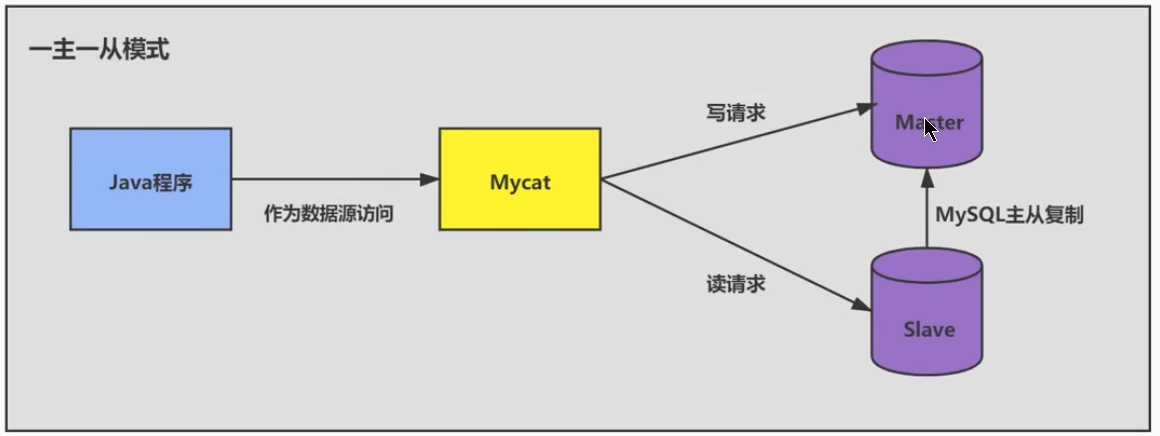 一主一从模式
写请求
Master
Java程序
Mycat
作为数据源访问
MySQL主从复制
读请求
Slave